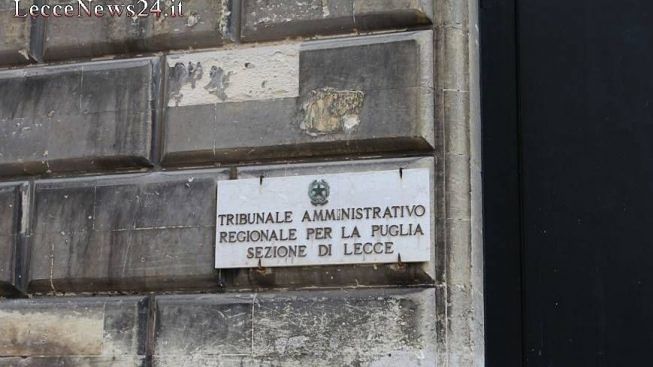 LecceNews24.it
TRIBUNALE AMMINISTRATIVO
REGIONALE PER LA PUGLIA
SEZIONE DI LECCE